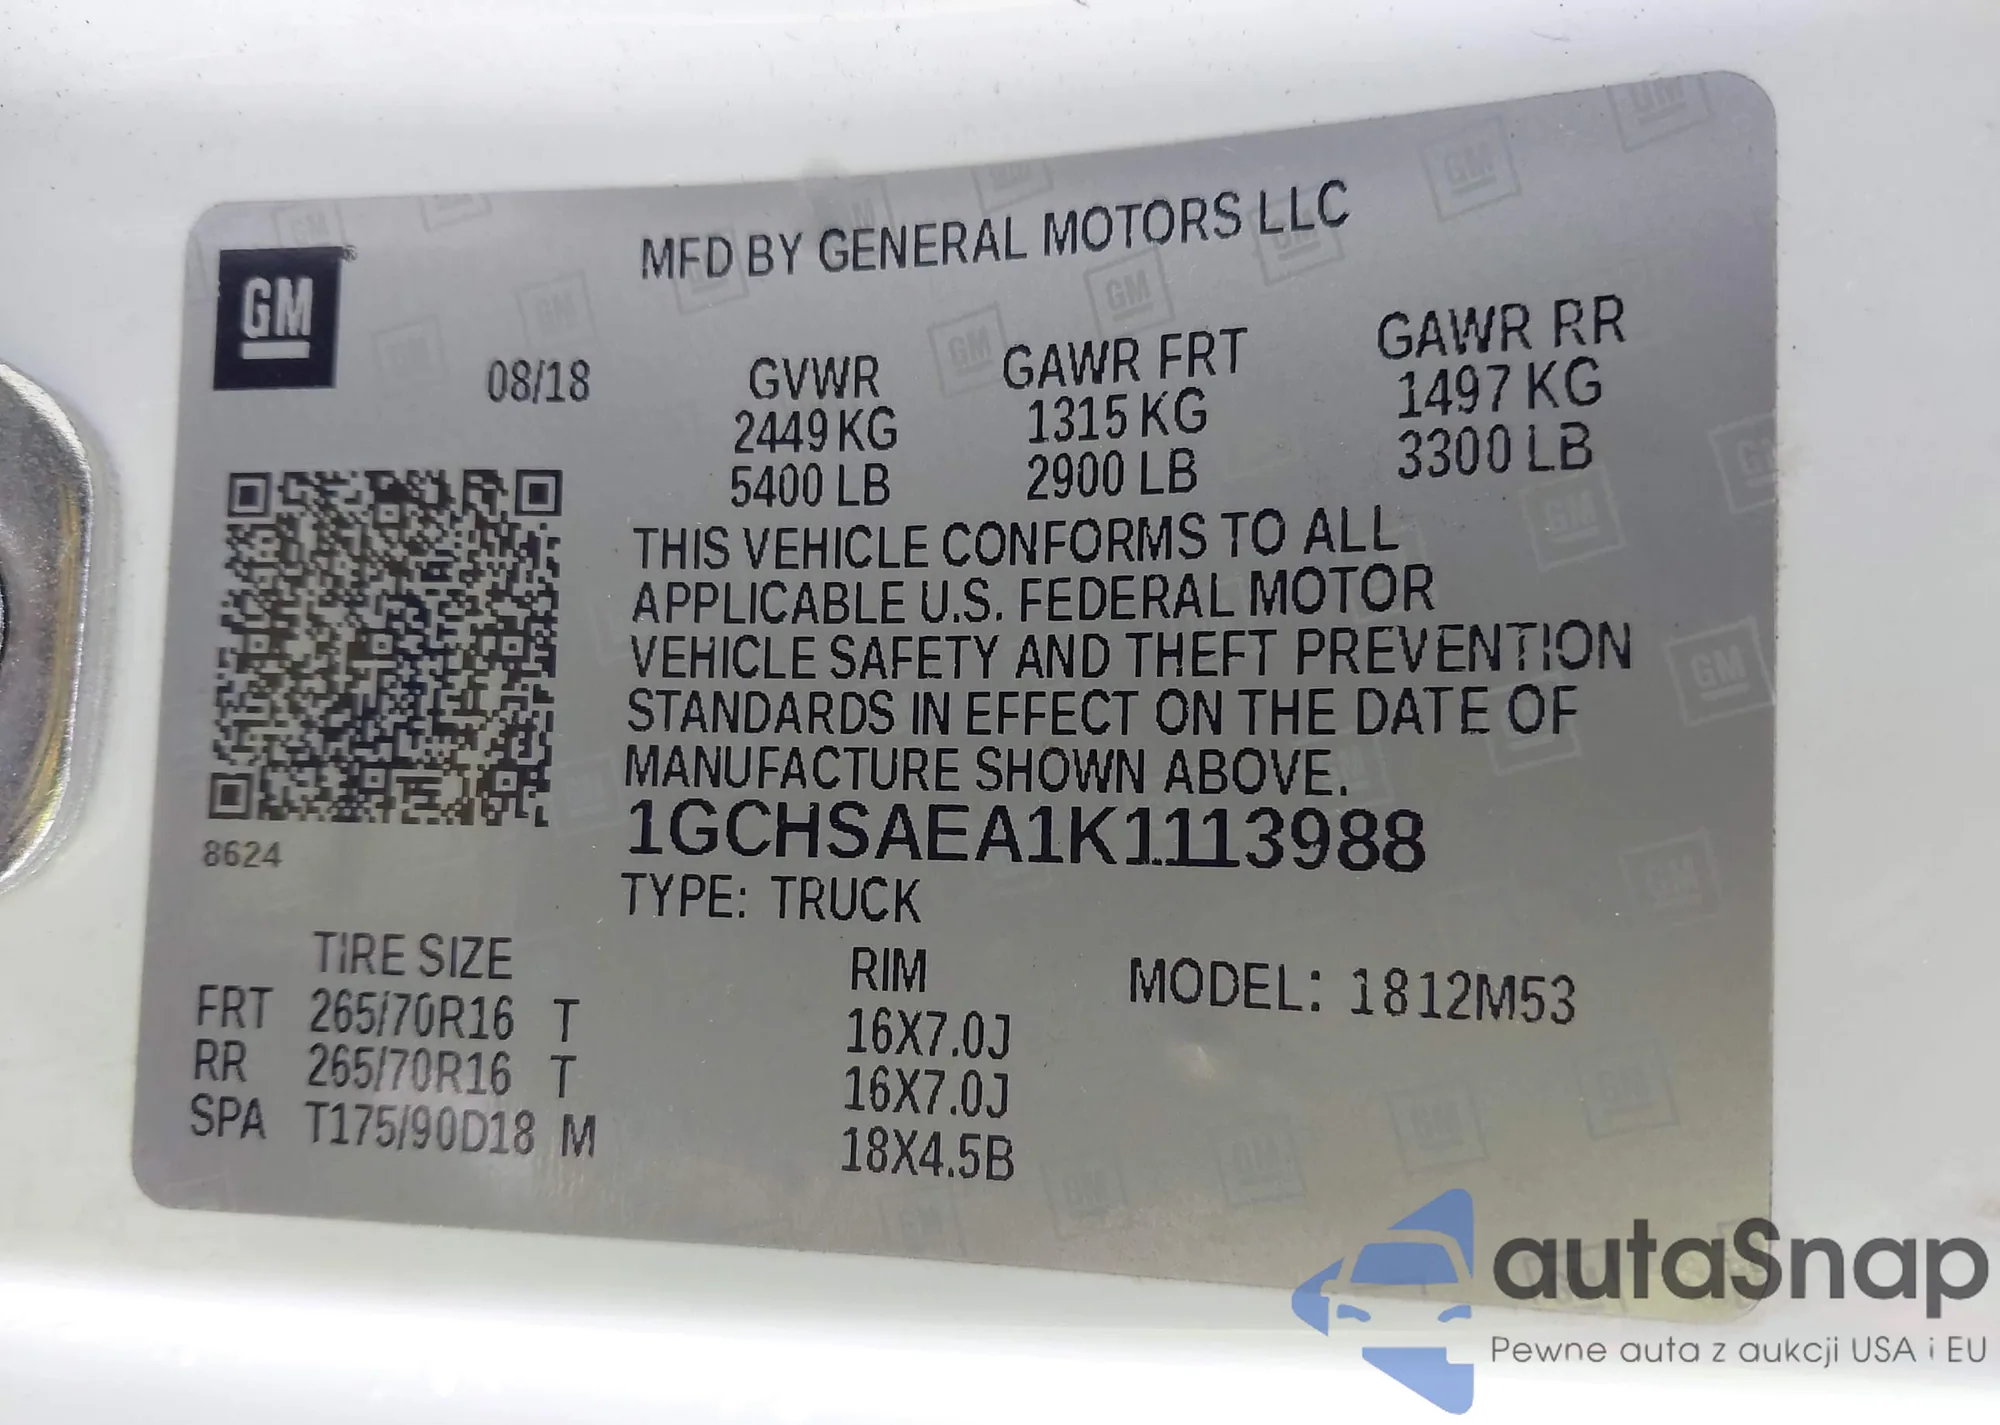 MFD BY GENERAL MOTORS LLC
GM
08/18
GVWR GAWR FRT GAWR RR
2449 KG 1315 KG 1497 KG
5400 LB 2900 LB 3300 LB
THIS VEHICLE CONFORMS TO ALL
APPLICABLE U.S. FEDERAL MOTOR
VEHICLE SAFETY AND THEFT PREVENTION
STANDARDS IN EFFECT ON THE DATE OF
MANUFACTURE SHOWN ABOVE.
1GCHSAEA1K1113988
8624
TYPE: TRUCK
TIRE SIZE RIM MODEL: 1812M53
FRT 265/70R16 T 16X7.0J
RR 265/70R16 T 16X7.0J
SPA T175/90D18 M 18X4.5B
autaSnap
Pewne auta z aukcji USA i EU